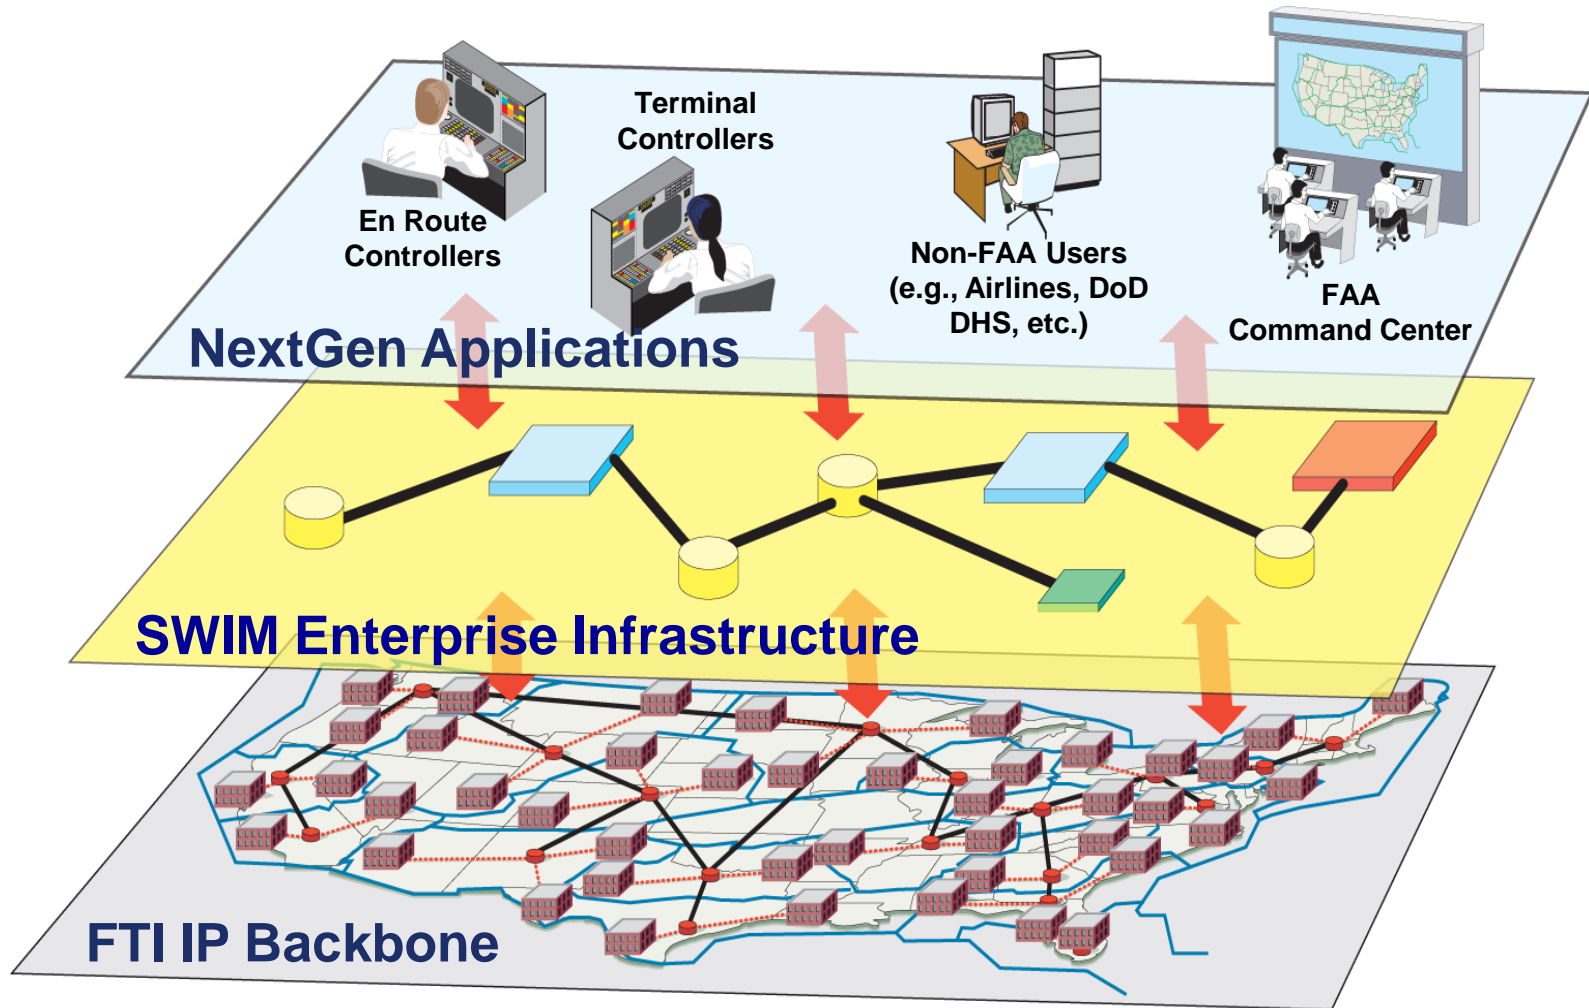 Terminal
Controllers
En Route
Controllers
Non-FAA Users
(e.g., Airlines, DoD
DHS, etc.)
FAA
Command Center
NextGen Applications
SWIM Enterprise Infrastructure
FTI IP Backbone